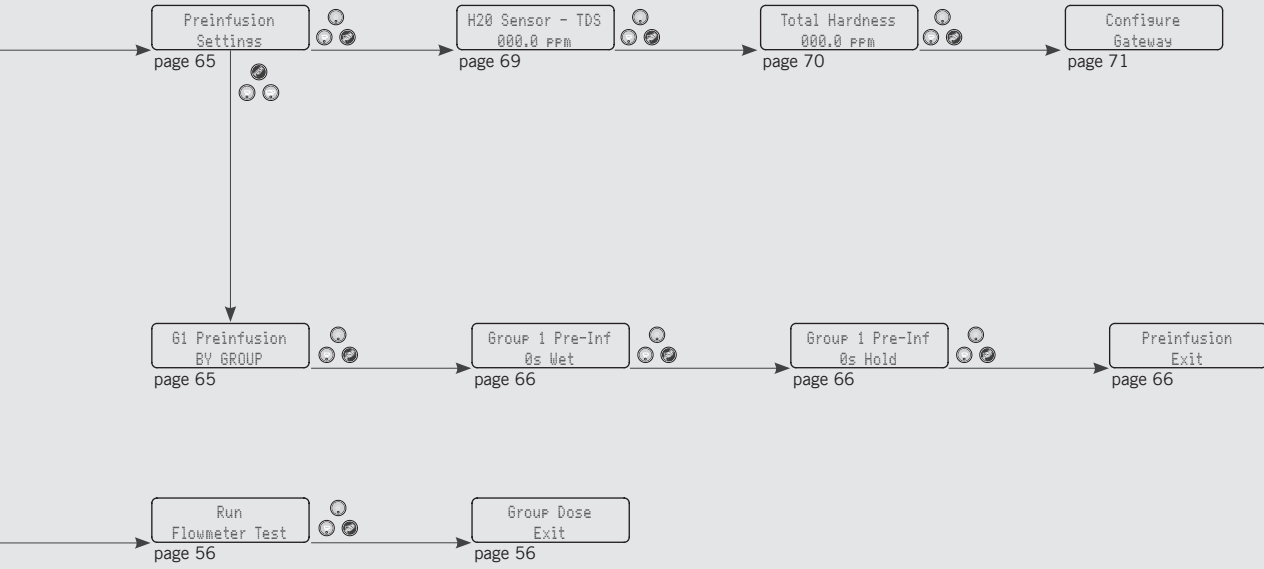 Preinfusion
Settings
page 65
H20 Sensor - TDS
000.0 ppm
page 69
Total Hardness
000.0 ppm
page 70
Configure
Gateway
page 71
G1 Preinfusion
BY GROUP
page 65
Group 1 Pre-Inf
0s Wet
page 66
Group 1 Pre-Inf
0s Hold
page 66
Preinfusion
Exit
page 66
Run
Flowmeter Test
page 56
Group Dose
Exit
page 56